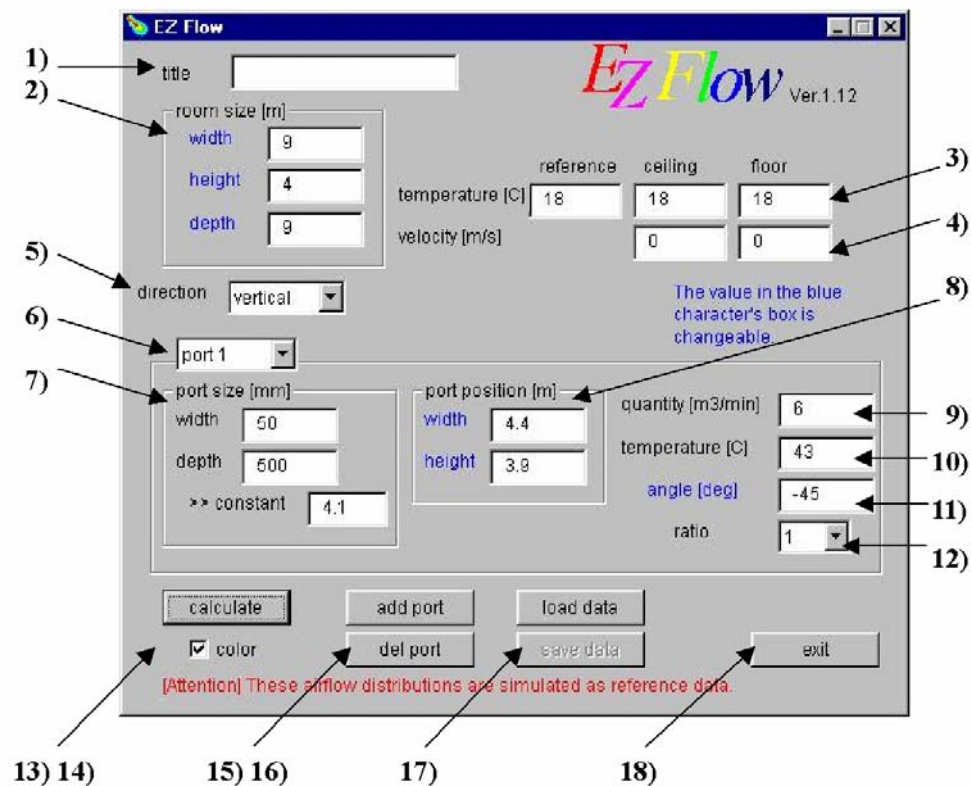 EZ Flow
1)
title
EZ Flow Ver.1.12
2)
room size [m]
width 9
height 4
depth 9
reference ceiling floor
3)
temperature [C] 18 18 18
velocity [m/s] 0 0
4)
5)
direction vertical
The value in the blue
character's box is
changeable.
8)
6)
port 1
7)
port size [mm]
width 50
depth 500
>> constant 4.1
port position [m]
width 4.4
height 3.9
quantity [m3/min] 6
9)
temperature [C] 43
10)
angle [deg] -45
11)
ratio 1
12)
calculate add port load data
color del port save data exit
[Attention] These airflow distributions are simulated as reference data.
13) 14) 15) 16) 17) 18)